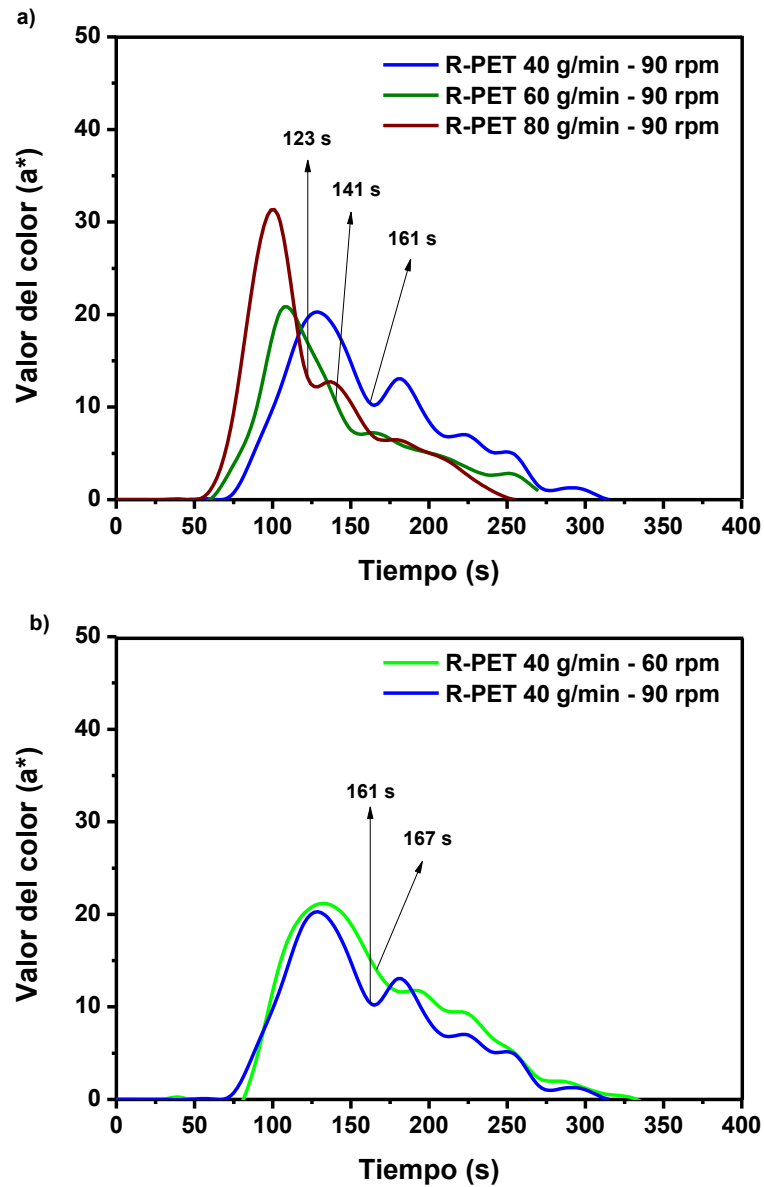 a)
50
40
30
20
10
0
Valor del color (a*)
R-PET 40 g/min - 90 rpm
R-PET 60 g/min - 90 rpm
R-PET 80 g/min - 90 rpm
123 s
141 s
161 s
0 50 100 150 200 250 300 350 400
Tiempo (s)
b)
50
40
30
20
10
0
Valor del color (a*)
R-PET 40 g/min - 60 rpm
R-PET 40 g/min - 90 rpm
161 s
167 s
0 50 100 150 200 250 300 350 400
Tiempo (s)